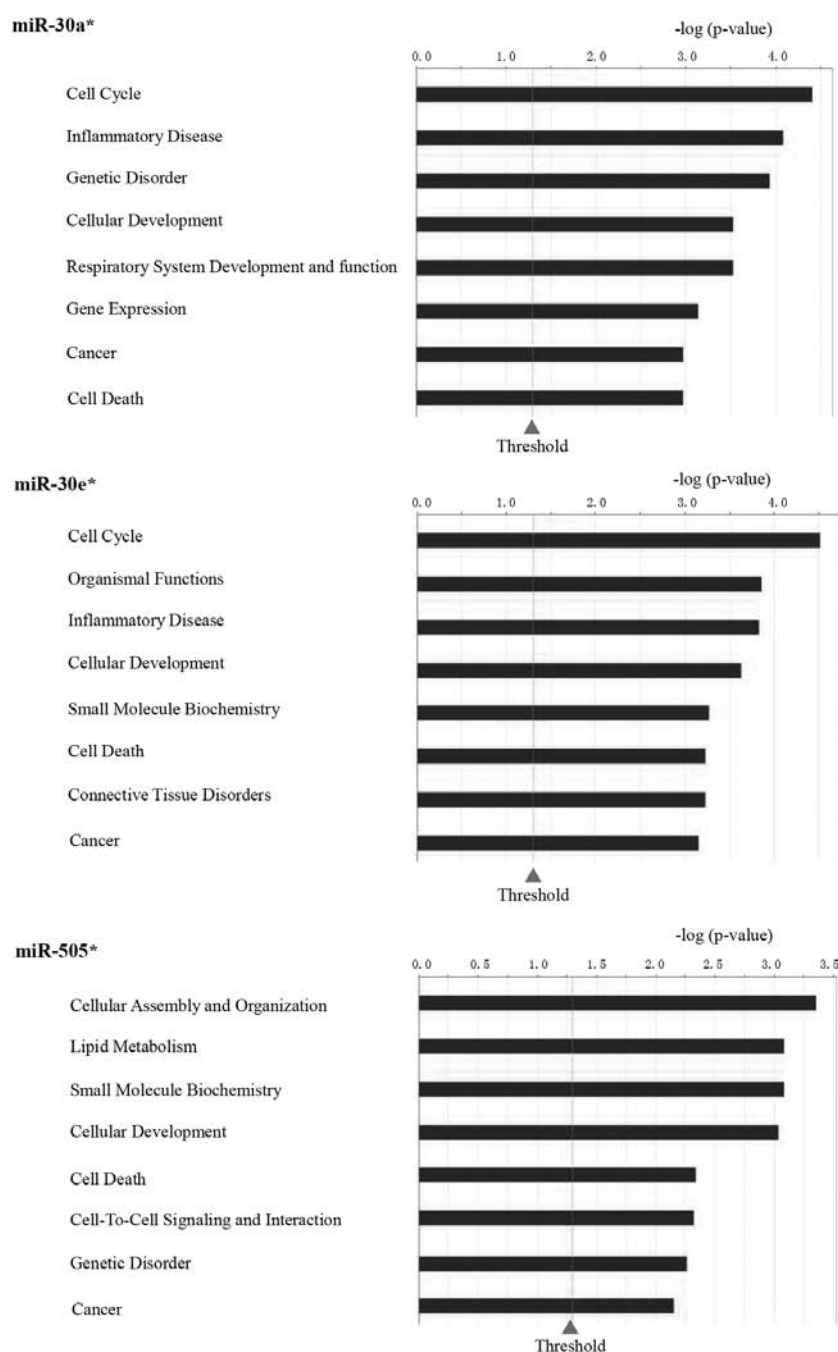 miR-30a*
-log (p-value)
0.0 1.0 2.0 3.0 4.0
Cell Cycle
Inflammatory Disease
Genetic Disorder
Cellular Development
Respiratory System Development and function
Gene Expression
Cancer
Cell Death
Threshold
miR-30e*
-log (p-value)
0.0 1.0 2.0 3.0 4.0
Cell Cycle
Organismal Functions
Inflammatory Disease
Cellular Development
Small Molecule Biochemistry
Cell Death
Connective Tissue Disorders
Cancer
Threshold
miR-505*
-log (p-value)
0.0 0.5 1.0 1.5 2.0 2.5 3.0 3.5
Cellular Assembly and Organization
Lipid Metabolism
Small Molecule Biochemistry
Cellular Development
Cell Death
Cell-To-Cell Signaling and Interaction
Genetic Disorder
Cancer
Threshold